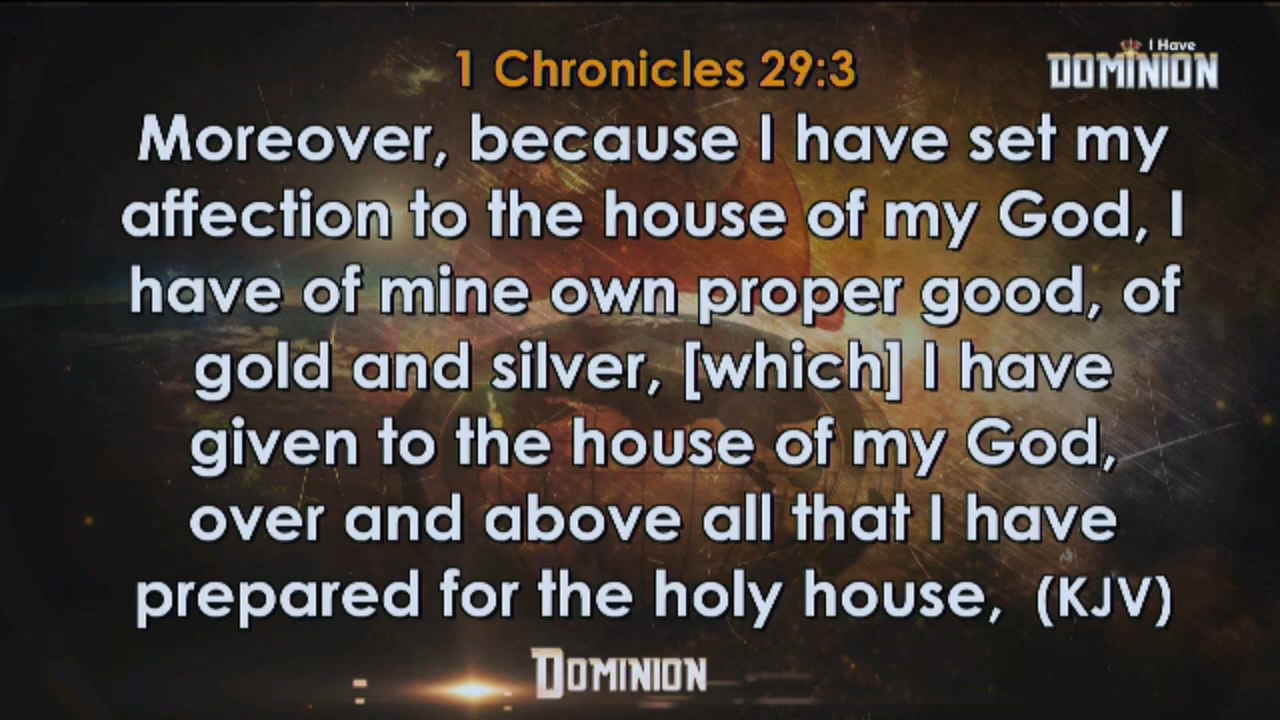 1 Chronicles 29:3
I Have
DOMINION
Moreover, because I have set my
affection to the house of my God, I
have of mine own proper good, of
gold and silver, [which] I have
given to the house of my God,
over and above all that I have
prepared for the holy house, (KJV)
DOMINION